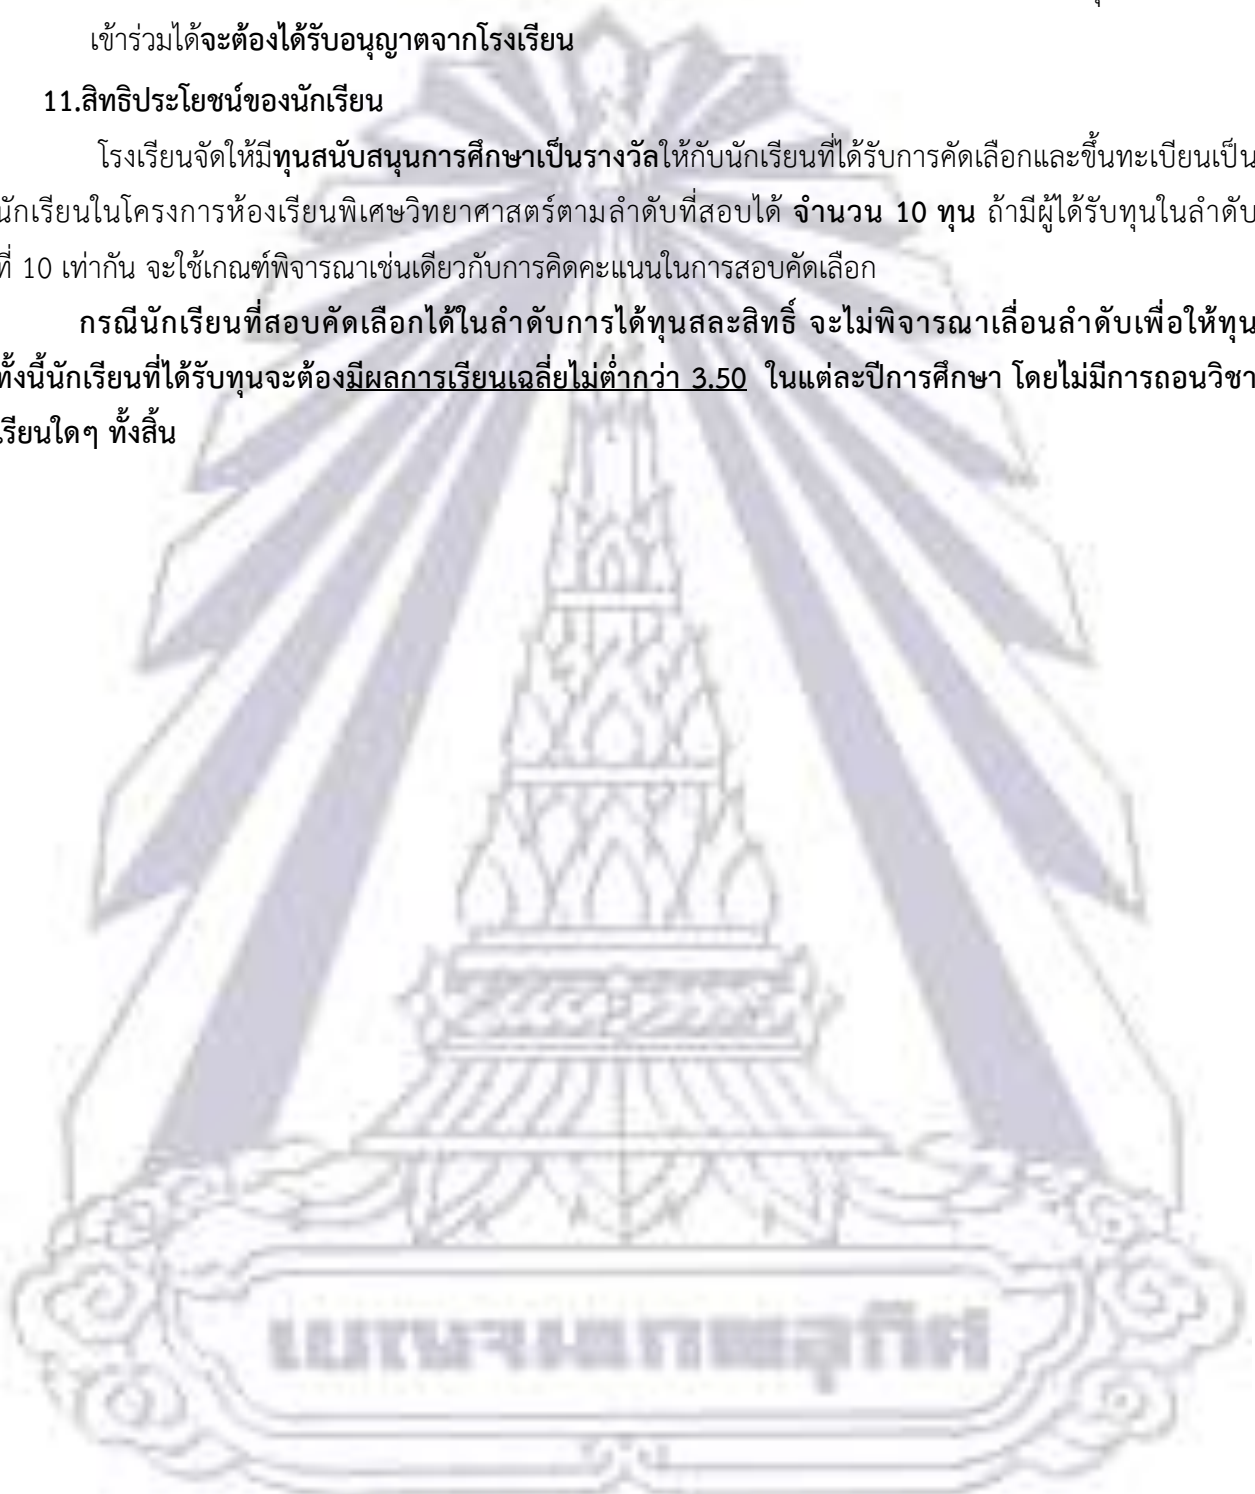 เข้าร่วมได้จะต้องได้รับอนุญาตจากโรงเรียน
11.สิทธิประโยชน์ของนักเรียน
โรงเรียนจัดให้มีทุนสนับสนุนการศึกษาเป็นรางวัลให้กับนักเรียนที่ได้รับการคัดเลือกและขึ้นทะเบียนเป็น
นักเรียนในโครงการห้องเรียนพิเศษวิทยาศาสตร์ตามลำดับที่สอบได้ จำนวน 10 ทุน ถ้ามีผู้ได้รับทุนในลำดับ
ที่ 10 เท่ากัน จะใช้เกณฑ์พิจารณาเช่นเดียวกับการคิดคะแนนในการสอบคัดเลือก
กรณีนักเรียนที่สอบคัดเลือกได้ในลำดับการได้ทุนสละสิทธิ์ จะไม่พิจารณาเลื่อนลำดับเพื่อให้ทุน
ทั้งนี้นักเรียนที่ได้รับทุนจะต้องมีผลการเรียนเฉลี่ยไม่ต่ำกว่า 3.50 ในแต่ละปีการศึกษา โดยไม่มีการถอนวิชา
เรียนใดๆ ทั้งสิ้น